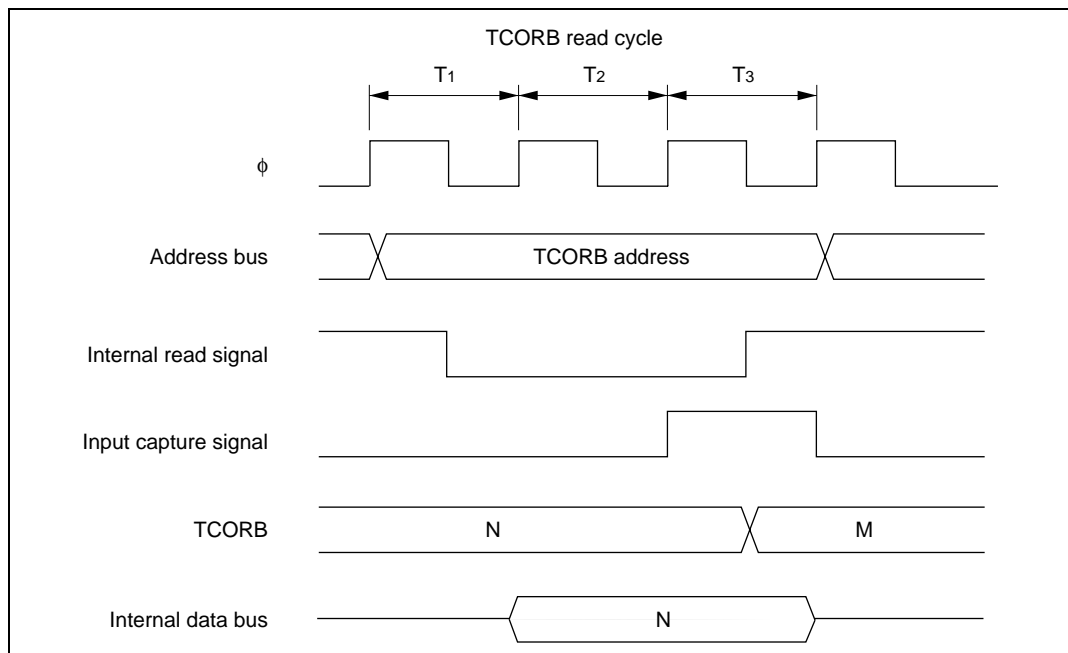 TCORB read cycle
T1 T2 T3
ϕ
Address bus TCORB address
Internal read signal
Input capture signal
TCORB N M
Internal data bus N